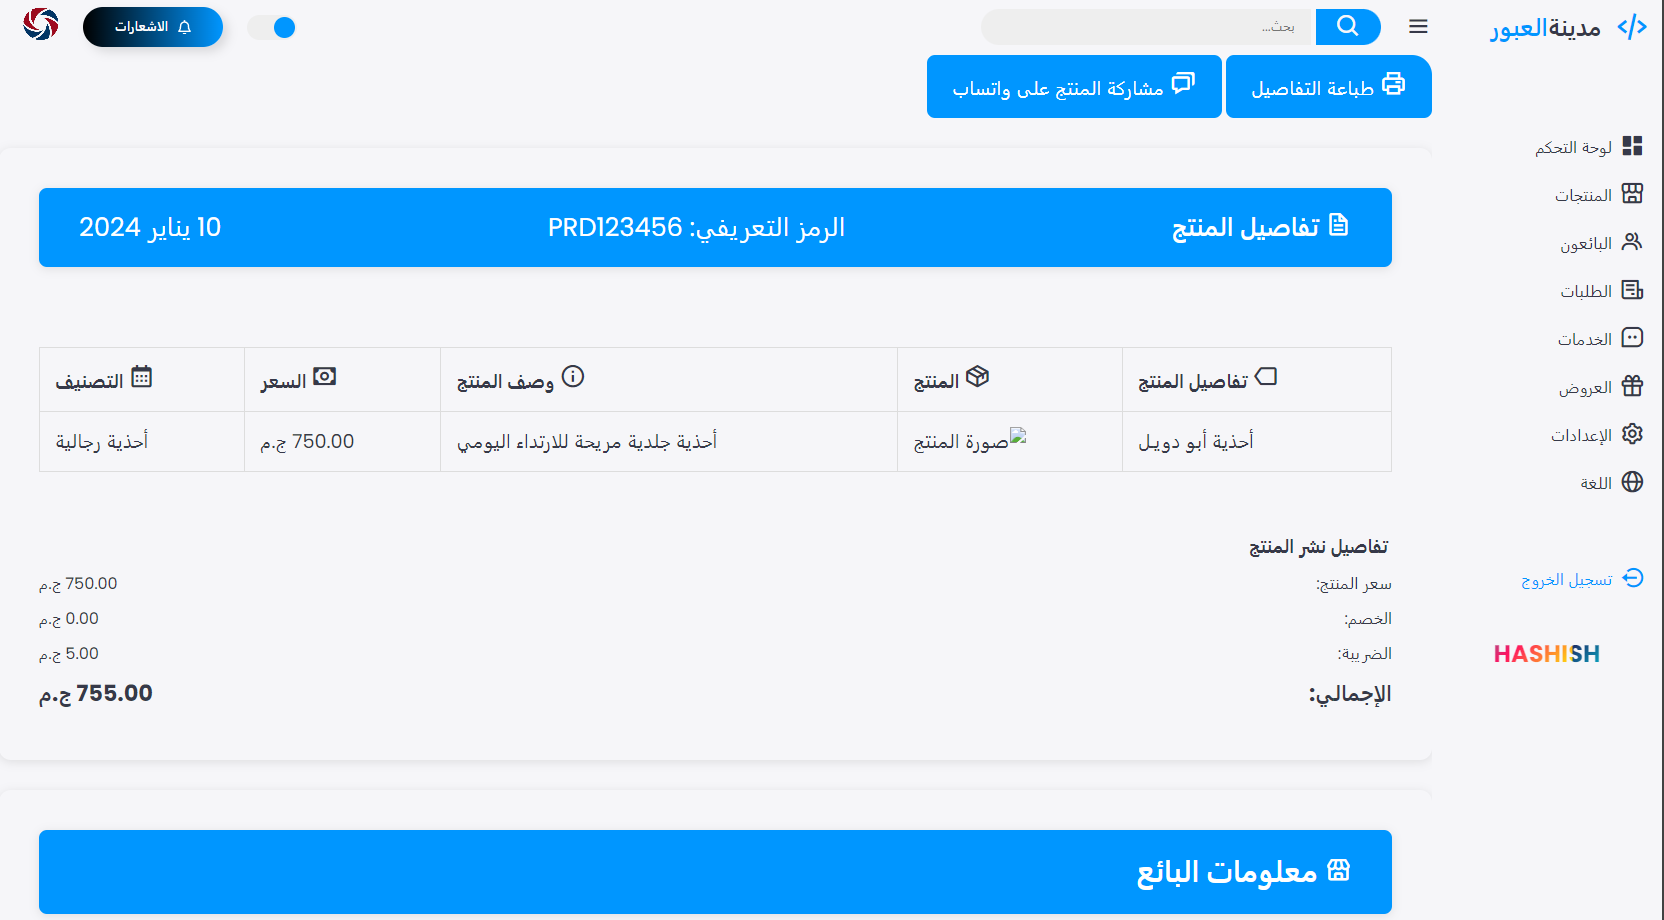 مدينةالعبور
بحث...
الاشعارات
طباعة التفاصيل
مشاركة المنتج على واتساب
لوحة التحكم
المنتجات
البائعون
الطلبات
الخدمات
العروض
الإعدادات
اللغة
تسجيل الخروج
HASHISH
تفاصيل المنتج
الرمز التعريفي: PRD123456
10 يناير 2024
تفاصيل المنتج المنتج وصف المنتج السعر التصنيف
أحذية أبو دويل صورة المنتج أحذية جلدية مريحة للارتداء اليومي 750.00 ج.م أحذية رجالية
تفاصيل نشر المنتج
سعر المنتج: 750.00 ج.م
الخصم: 0.00 ج.م
الضريبة: 5.00 ج.م
الإجمالي: 755.00 ج.م
معلومات البائع